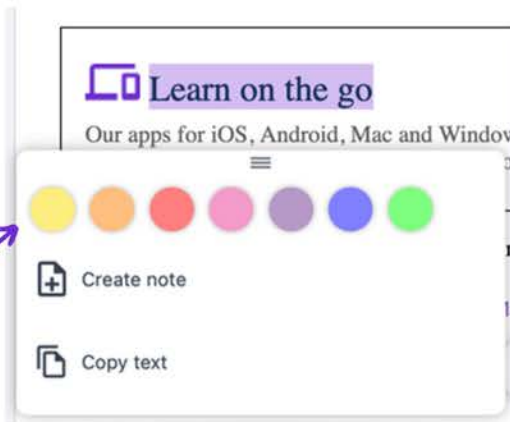 Learn on the go
Our apps for iOS, Android, Mac and Window
Create note
Copy text